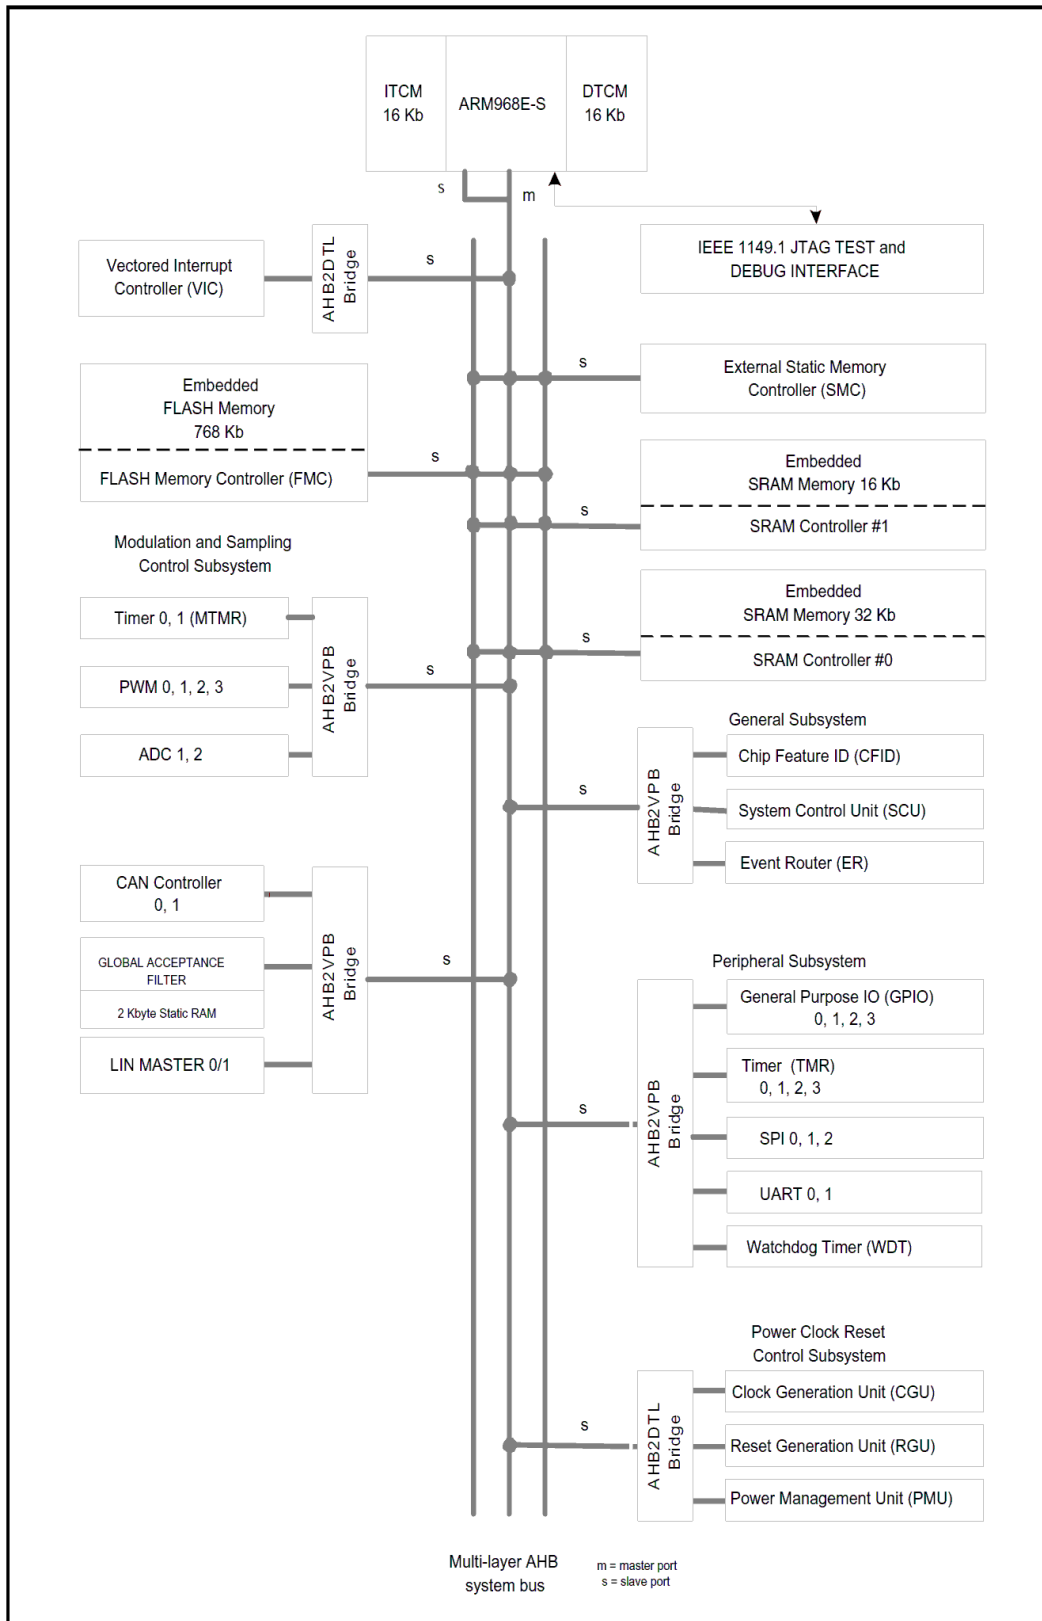 ITCM
16 Kb
ARM968E-S
DTCM
16 Kb
s
m
IEEE 1149.1 JTAG TEST and
DEBUG INTERFACE
Vectored Interrupt
Controller (VIC)
AHB2DTL
Bridge
s
s
External Static Memory
Controller (SMC)
Embedded
FLASH Memory
768 Kb
FLASH Memory Controller (FMC)
s
Embedded
SRAM Memory 16 Kb
SRAM Controller #1
s
Modulation and Sampling
Control Subsystem
Timer 0, 1 (MTMR)
PWM 0, 1, 2, 3
ADC 1, 2
AHB2VPB
Bridge
s
Embedded
SRAM Memory 32 Kb
SRAM Controller #0
s
General Subsystem
Chip Feature ID (CFID)
System Control Unit (SCU)
Event Router (ER)
AHB2VPB
Bridge
s
CAN Controller
0, 1
GLOBAL ACCEPTANCE
FILTER
2 Kbyte Static RAM
LIN MASTER 0/1
AHB2VPB
Bridge
s
Peripheral Subsystem
General Purpose IO (GPIO)
0, 1, 2, 3
Timer (TMR)
0, 1, 2, 3
SPI 0, 1, 2
UART 0, 1
Watchdog Timer (WDT)
AHB2VPB
Bridge
s
Power Clock Reset
Control Subsystem
Clock Generation Unit (CGU)
Reset Generation Unit (RGU)
Power Management Unit (PMU)
AHB2DTL
Bridge
s
Multi-layer AHB
system bus
m = master port
s = slave port